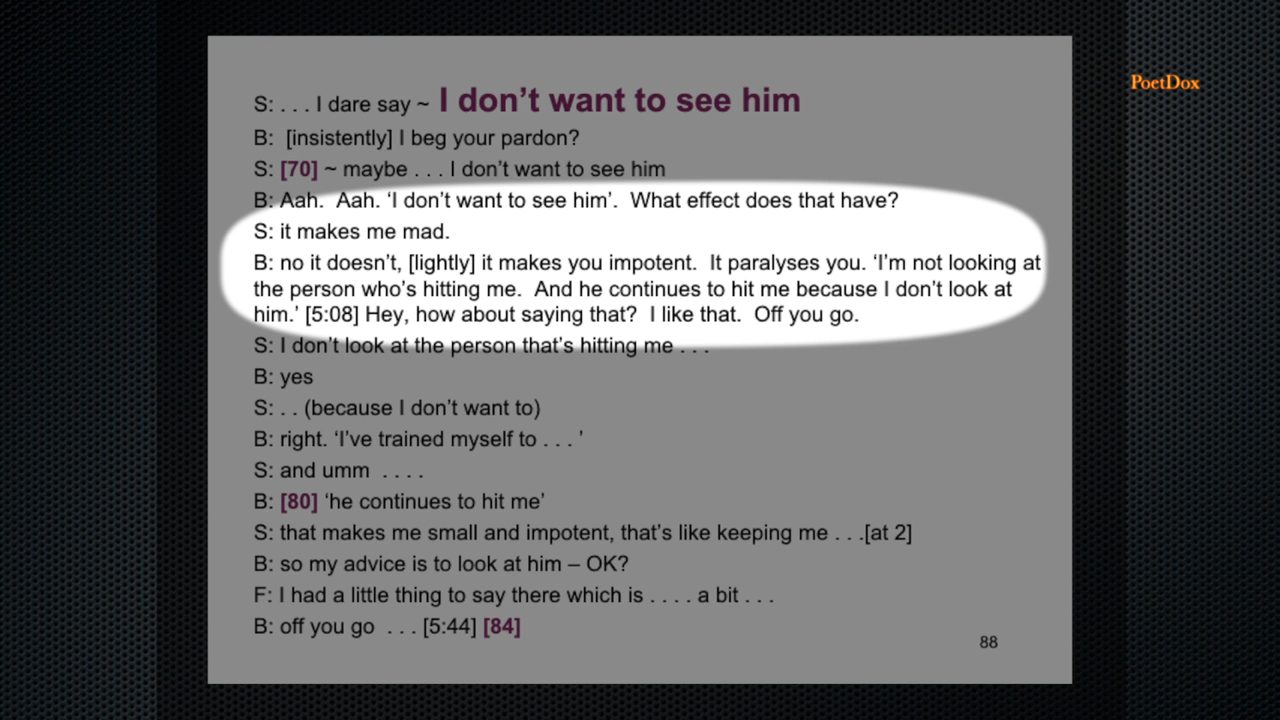 PoetDox
S: . . . I dare say ~ I don’t want to see him
B:  [insistently] I beg your pardon?
S: [70] ~ maybe . . . I don’t want to see him
B: Aah.  Aah. ‘I don’t want to see him’.  What effect does that have?
S: it makes me mad.
B: no it doesn’t, [lightly] it makes you impotent.  It paralyses you. ‘I’m not looking at
the person who’s hitting me.  And he continues to hit me because I don’t look at
him.’ [5:08] Hey, how about saying that?  I like that.  Off you go.
S: I don’t look at the person that’s hitting me . . .
B: yes
S: . . (because I don’t want to)
B: right. ‘I’ve trained myself to . . . ’
S: and umm  . . . .
B: [80] ‘he continues to hit me’
S: that makes me small and impotent, that’s like keeping me . . .[at 2]
B: so my advice is to look at him – OK?
F: I had a little thing to say there which is . . . . a bit . . .
B: off you go  . . . [5:44] [84]
88